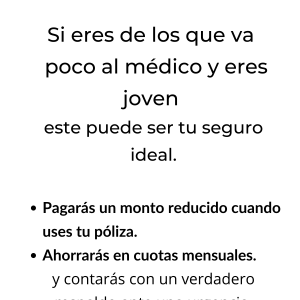 Si eres de los que va
poco al médico y eres
joven
este puede ser tu seguro
ideal.
• Pagarás un monto reducido cuando
uses tu póliza.
• Ahorrarás en cuotas mensuales.
y contarás con un verdadero